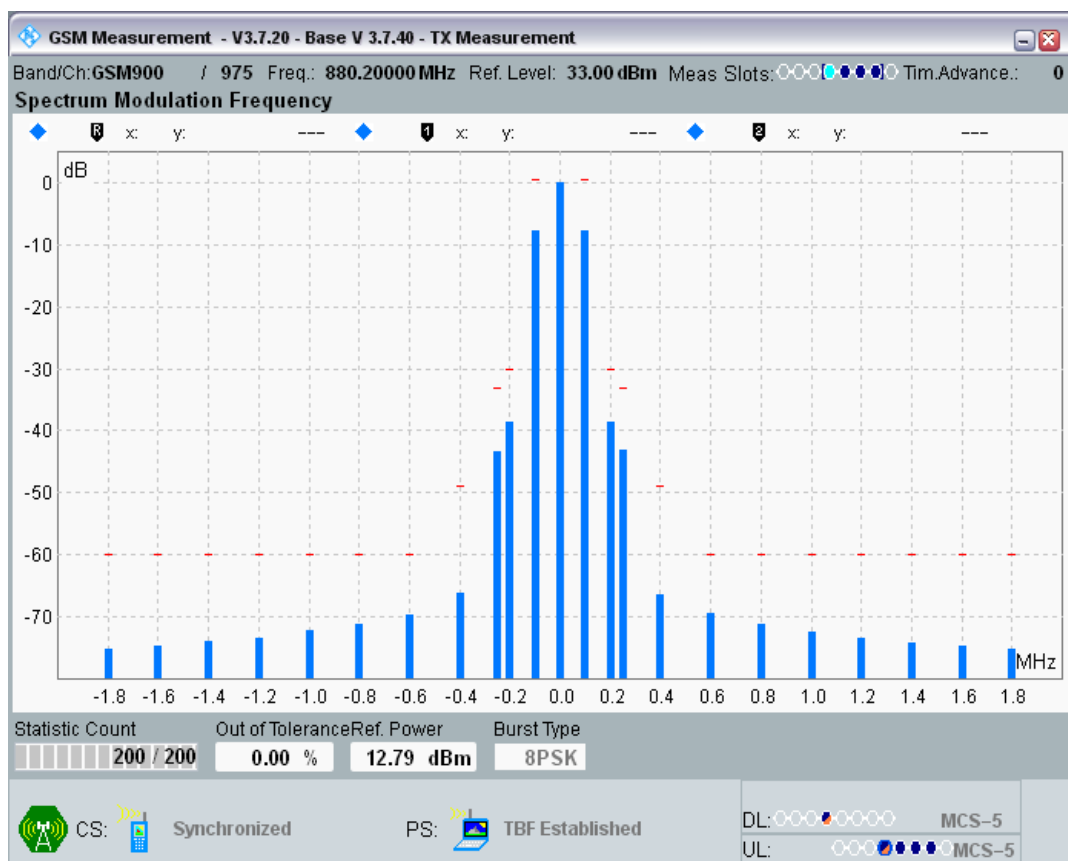 GSM Measurement - V3.7.20 - Base V 3.7.40 - TX Measurement
Band/Ch:GSM900 / 975 Freq.: 880.20000 MHz Ref. Level: 33.00 dBm Meas Slots: Tim.Advance.: 0
Spectrum Modulation Frequency
R x: y: --- 1 x: y: --- 2 x: y: ---
dB
0
-10
-20
-30
-40
-50
-60
-70
MHz
-1.8 -1.6 -1.4 -1.2 -1.0 -0.8 -0.6 -0.4 -0.2 0.0 0.2 0.4 0.6 0.8 1.0 1.2 1.4 1.6 1.8
Statistic Count Out of Tolerance Ref. Power Burst Type
200 / 200 0.00 % 12.79 dBm 8PSK
CS: Synchronized PS: TBF Established
DL: MCS-5
UL: MCS-5